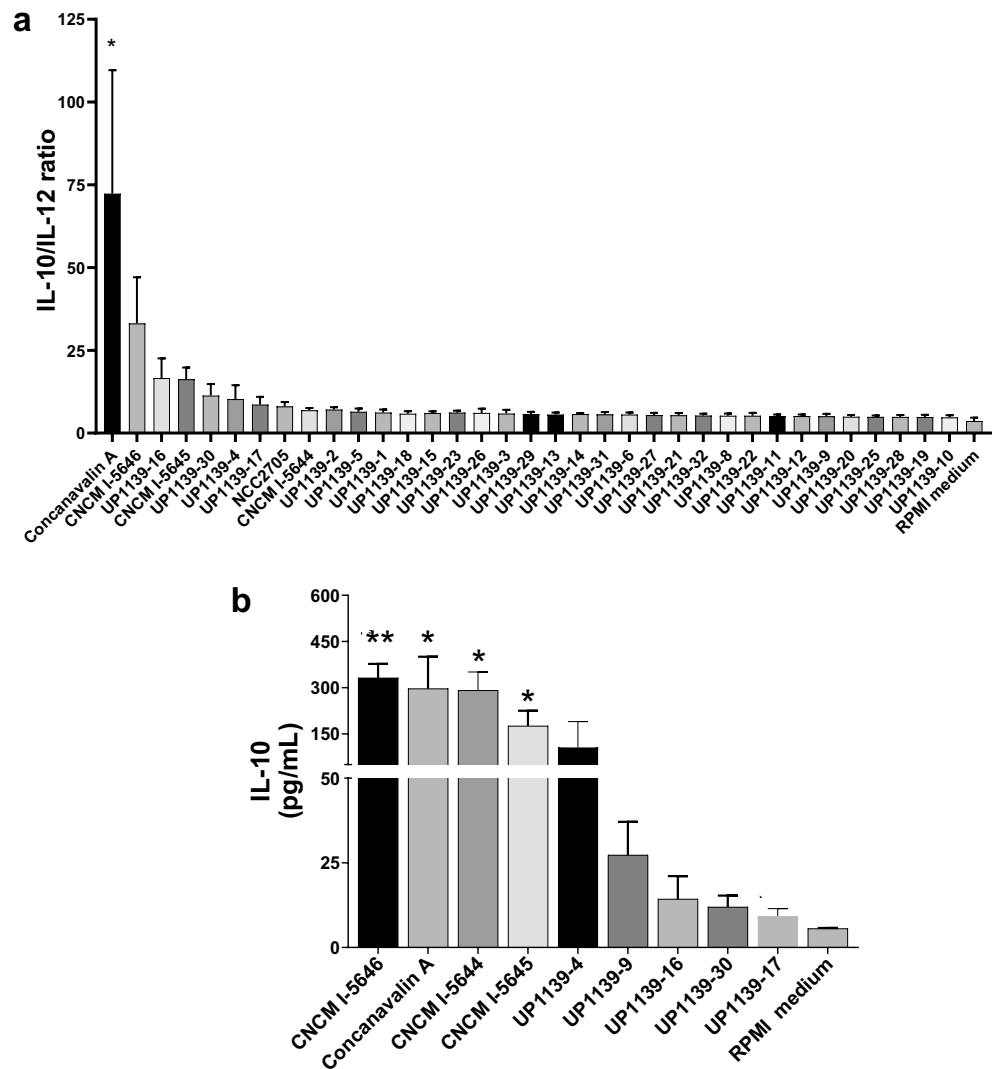 a
125
100
75
50
25
0
IL-10/IL-12 ratio
*
Concanavalin A
CNCM I-5646
UP1139-16
CNCM I-5645
UP1139-30
UP1139-4
UP1139-17
NCC2705
CNCM I-5644
UP1139-2
UP1139-5
UP1139-1
UP1139-18
UP1139-15
UP1139-23
UP1139-26
UP1139-3
UP1139-29
UP1139-13
UP1139-14
UP1139-31
UP1139-6
UP1139-27
UP1139-21
UP1139-32
UP1139-8
UP1139-22
UP1139-11
UP1139-12
UP1139-9
UP1139-20
UP1139-25
UP1139-28
UP1139-19
UP1139-10
RPMI medium
b
600
450
300
150
50
25
0
IL-10
(pg/mL)
**
*
*
*
CNCM I-5646
Concanavalin A
CNCM I-5644
CNCM I-5645
UP1139-4
UP1139-9
UP1139-16
UP1139-30
UP1139-17
RPMI medium